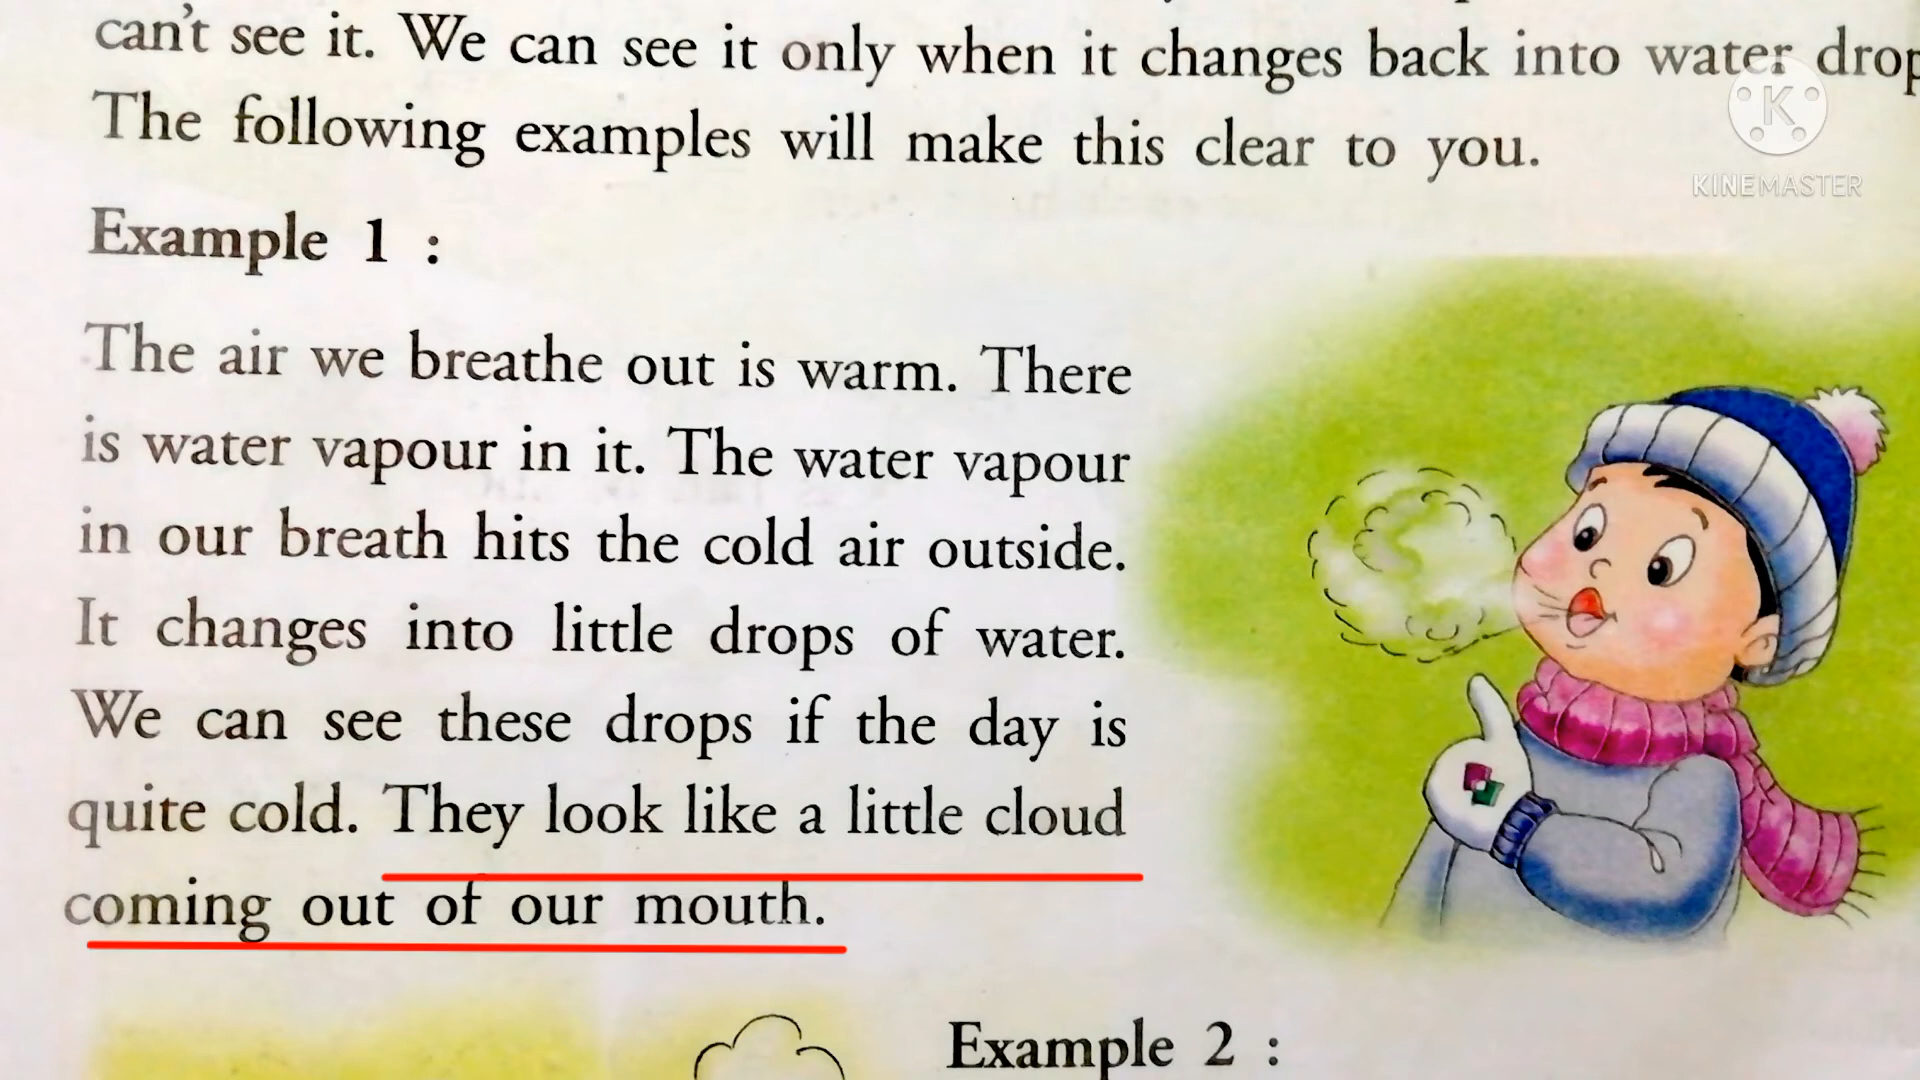 can't see it. We can see it only when it changes back into water drop
The following examples will make this clear to you.
KINEMASTER
Example 1 :
The air we breathe out is warm. There
is water vapour in it. The water vapour
in our breath hits the cold air outside.
It changes into little drops of water.
We can see these drops if the day is
quite cold. They look like a little cloud
coming out of our mouth.
Example 2 :